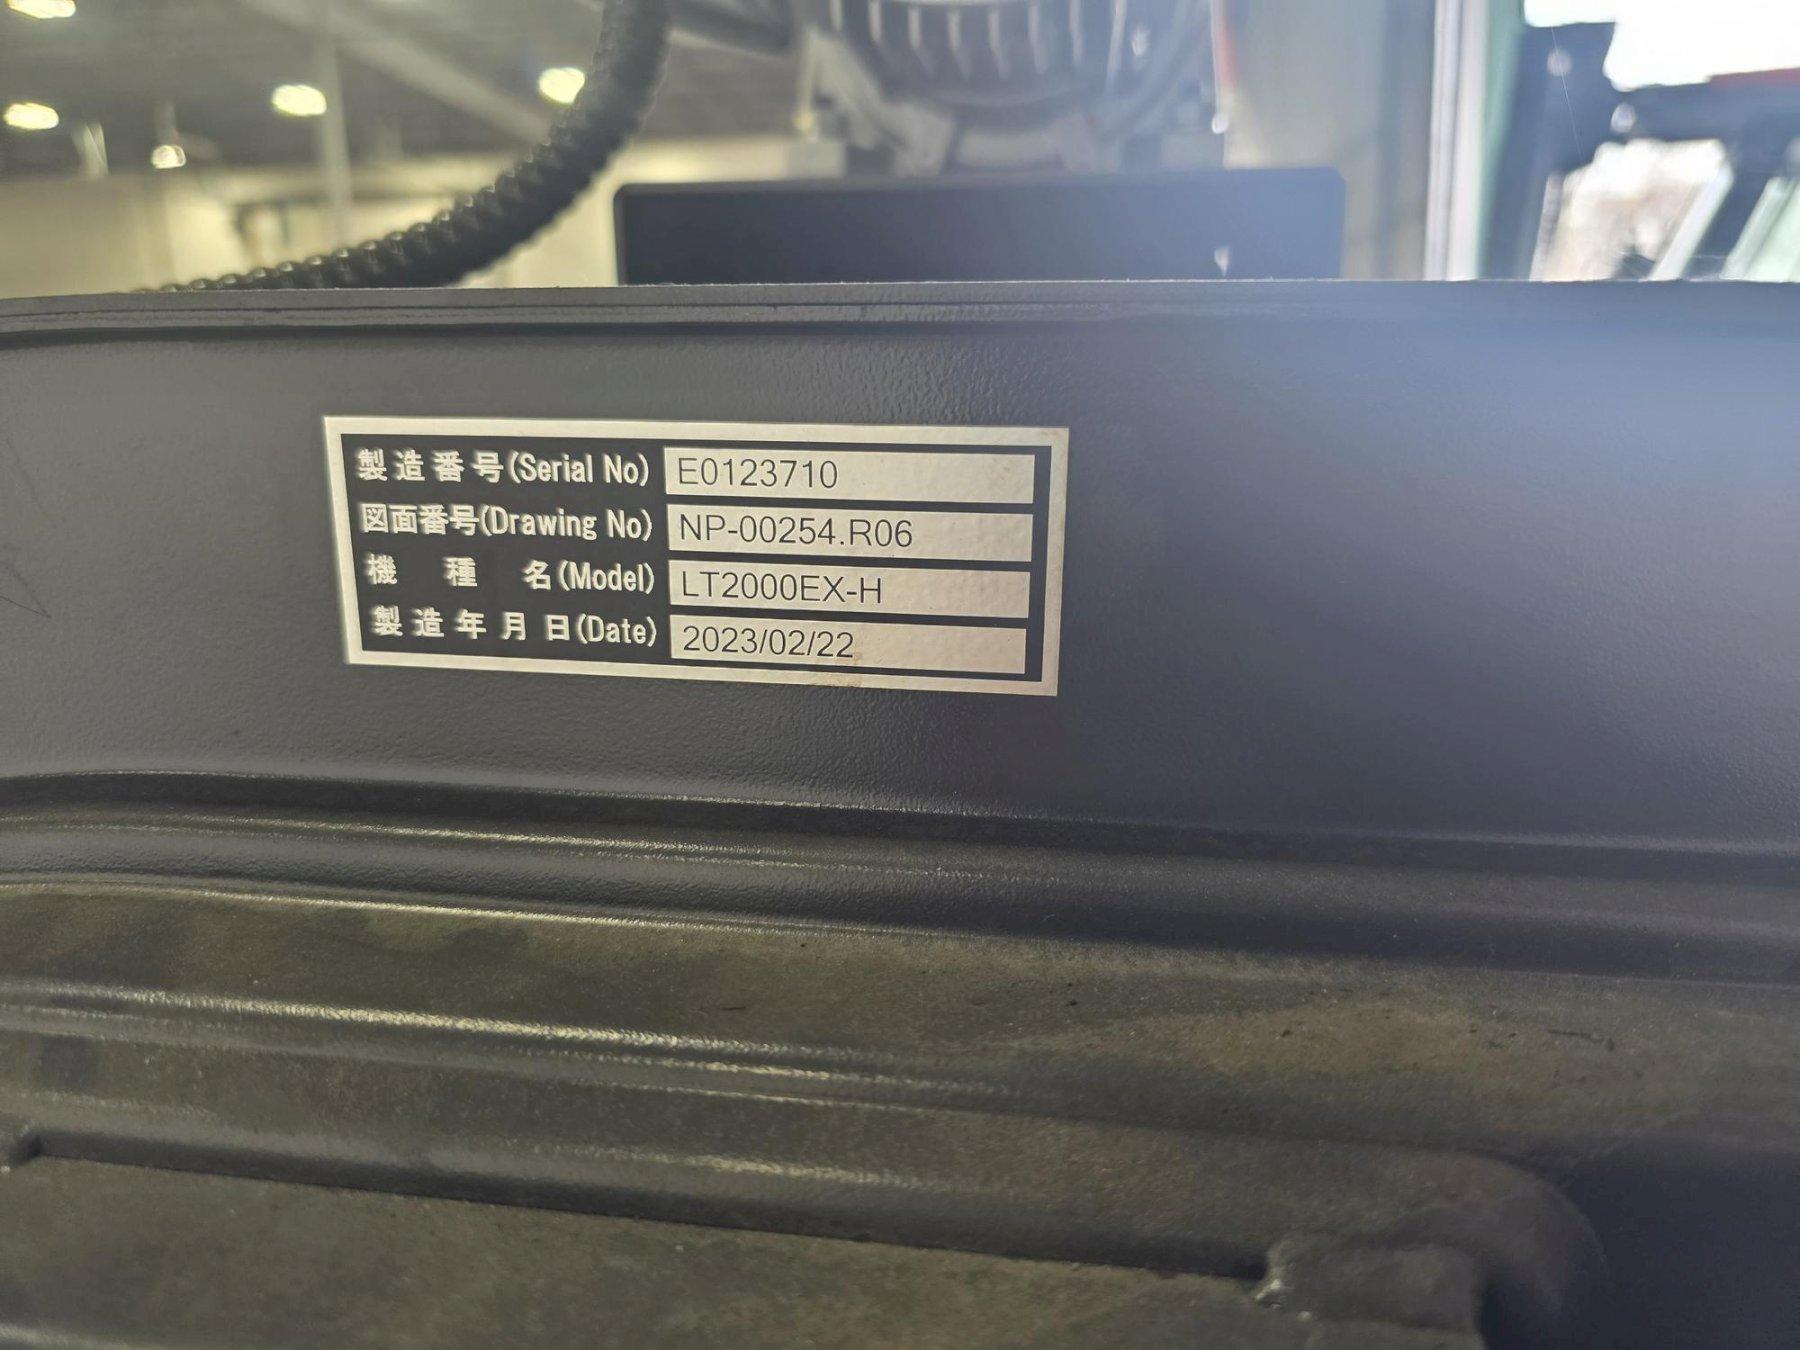 製造番号(Serial No) E0123710
図面番号(Drawing No) NP-00254.R06
機種名(Model) LT2000EX-H
製造年月日(Date) 2023/02/22